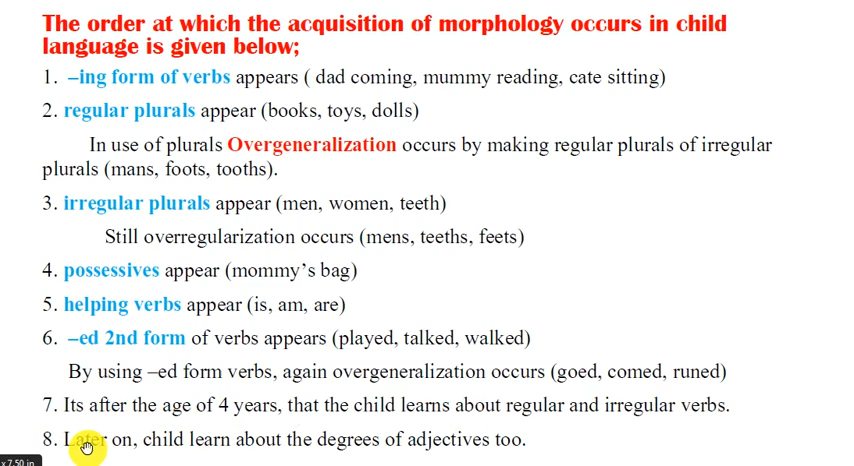 The order at which the acquisition of morphology occurs in child
language is given below;
1. –ing form of verbs appears ( dad coming, mummy reading, cate sitting)
2. regular plurals appear (books, toys, dolls)
In use of plurals Overgeneralization occurs by making regular plurals of irregular
plurals (mans, foots, tooths).
3. irregular plurals appear (men, women, teeth)
Still overregularization occurs (mens, teeths, feets)
4. possessives appear (mommy’s bag)
5. helping verbs appear (is, am, are)
6. –ed 2nd form of verbs appears (played, talked, walked)
By using –ed form verbs, again overgeneralization occurs (goed, comed, runed)
7. Its after the age of 4 years, that the child learns about regular and irregular verbs.
8. Later on, child learn about the degrees of adjectives too.
x 7.50 in